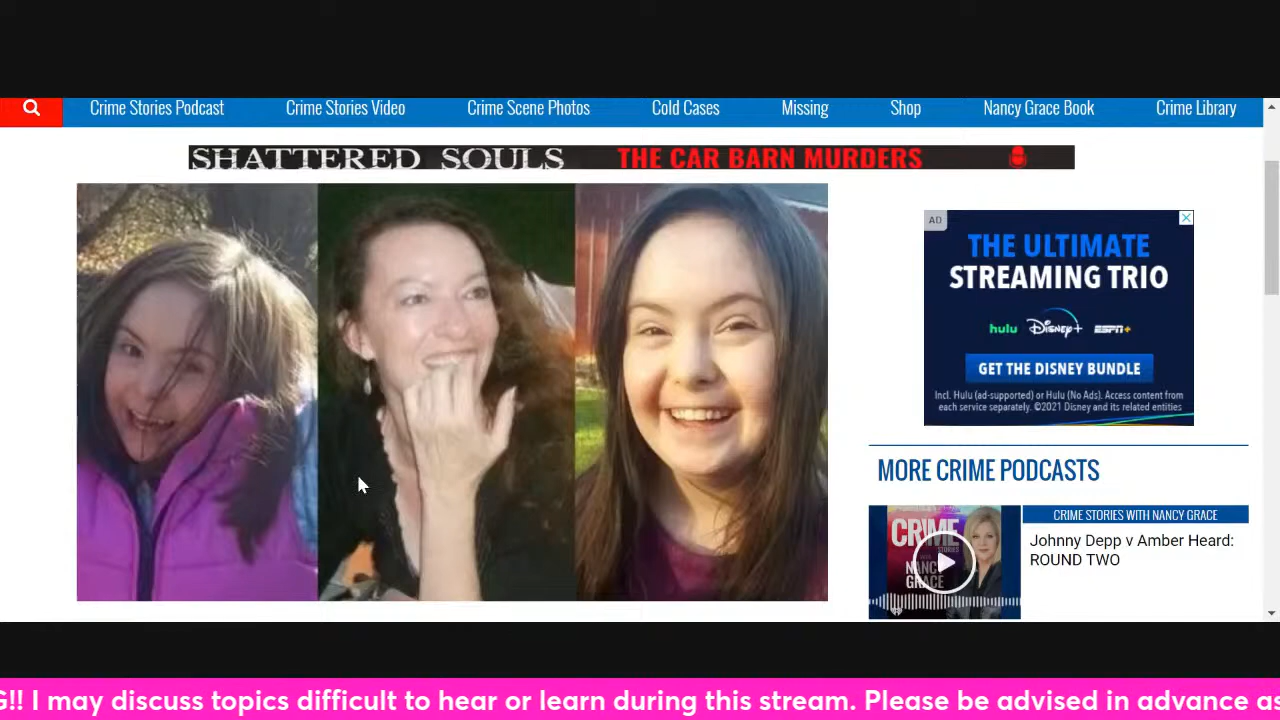 Crime Stories Podcast
Crime Stories Video
Crime Scene Photos
Cold Cases
Missing
Shop
Nancy Grace Book
Crime Library
SHATTERED SOULS THE CAR BARN MURDERS
AD
THE ULTIMATE
STREAMING TRIO
hulu Disney+ ESPN+
GET THE DISNEY BUNDLE
Incl. Hulu (ad-supported) or Hulu (No Ads). Access content from
each service separately. ©2021 Disney and its related entities
MORE CRIME PODCASTS
CRIME
STORIES
WITH
NANCY
GRACE
CRIME STORIES WITH NANCY GRACE
Johnny Depp v Amber Heard:
ROUND TWO
G!! I may discuss topics difficult to hear or learn during this stream. Please be advised in advance as